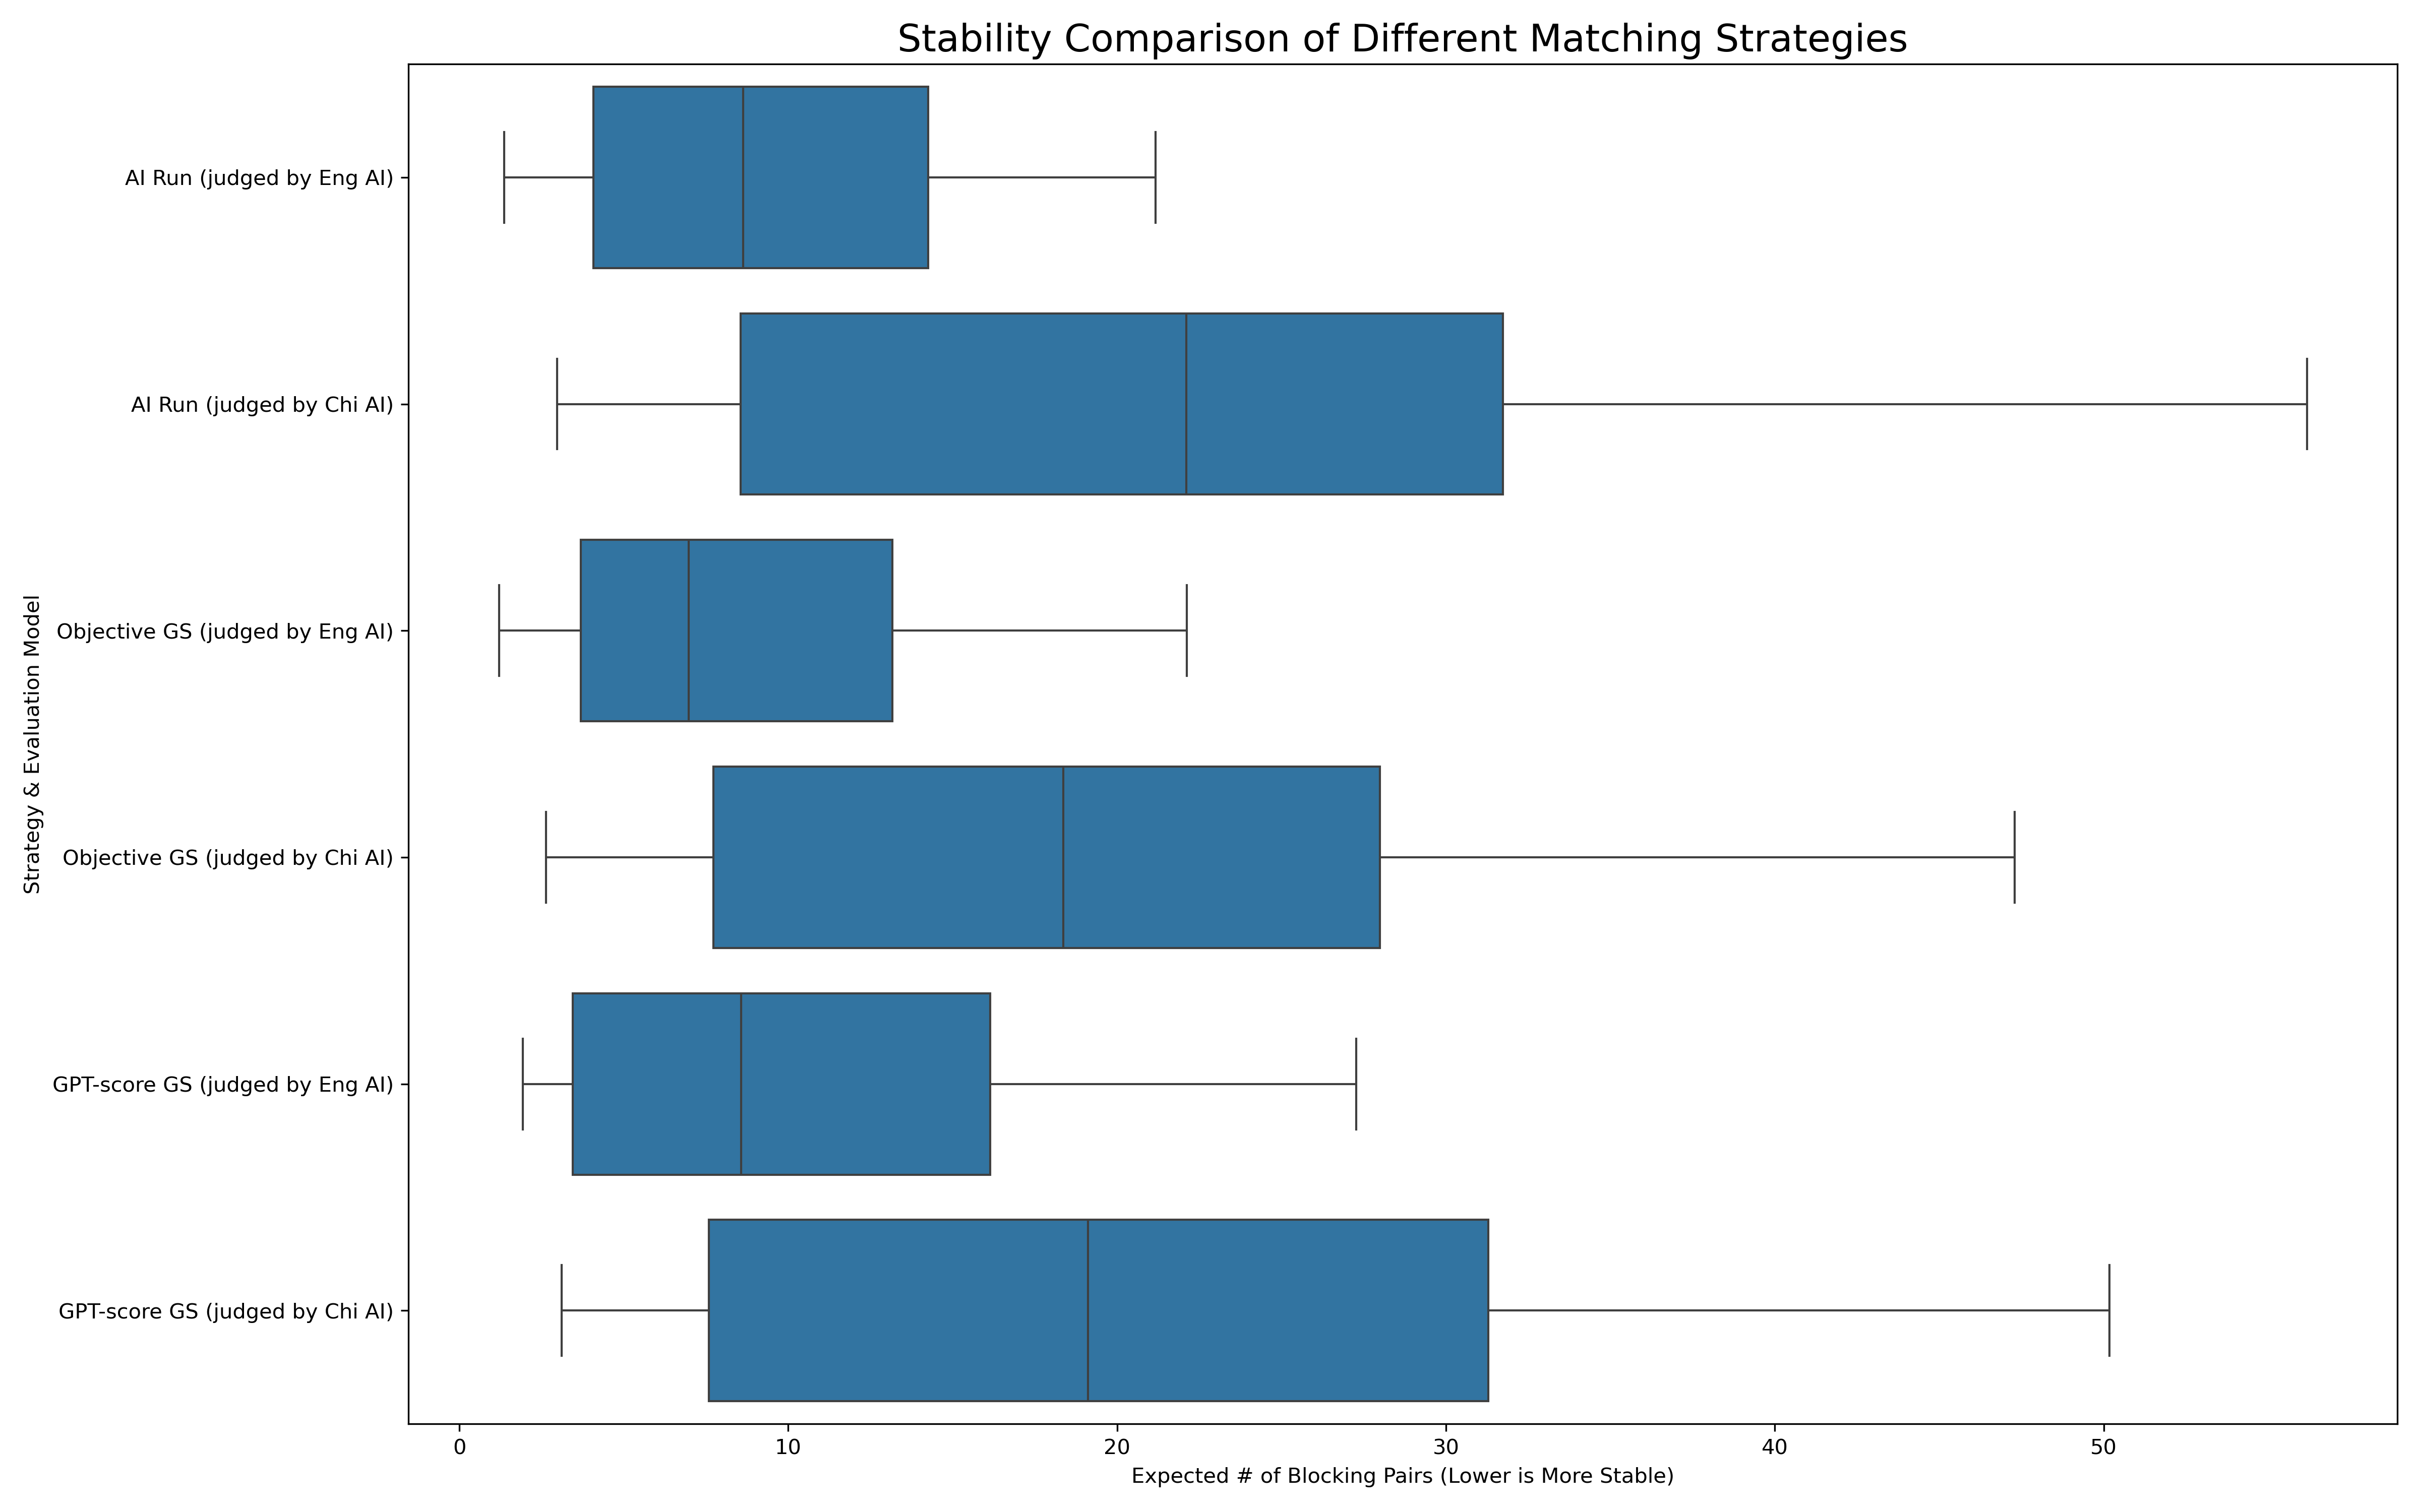 Stability Comparison of Different Matching Strategies
Strategy & Evaluation Model
AI Run (judged by Eng AI)
AI Run (judged by Chi AI)
Objective GS (judged by Eng AI)
Objective GS (judged by Chi AI)
GPT-score GS (judged by Eng AI)
GPT-score GS (judged by Chi AI)
0 10 20 30 40 50
Expected # of Blocking Pairs (Lower is More Stable)